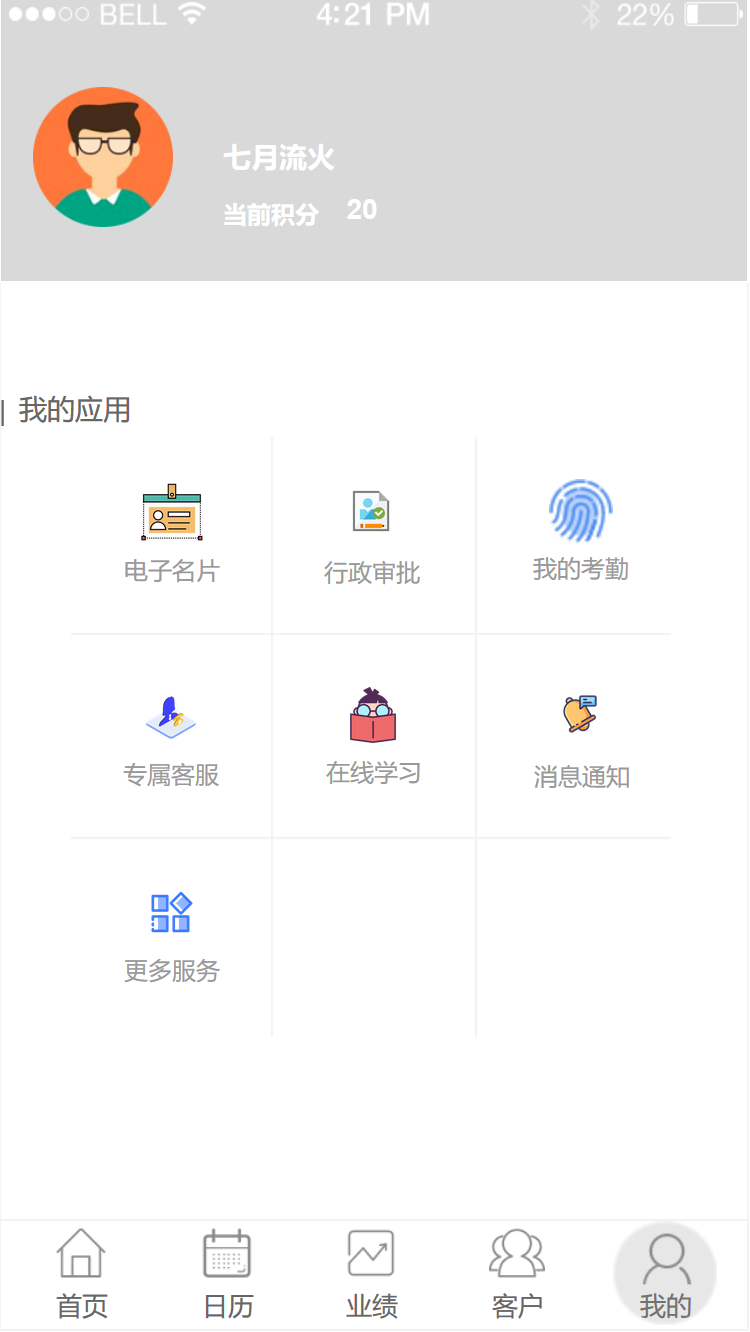 BELL 4:21 PM 22%
七月流火
当前积分 20
我的应用
电子名片 行政审批 我的考勤
专属客服 在线学习 消息通知
更多服务
首页 日历 业绩 客户 我的